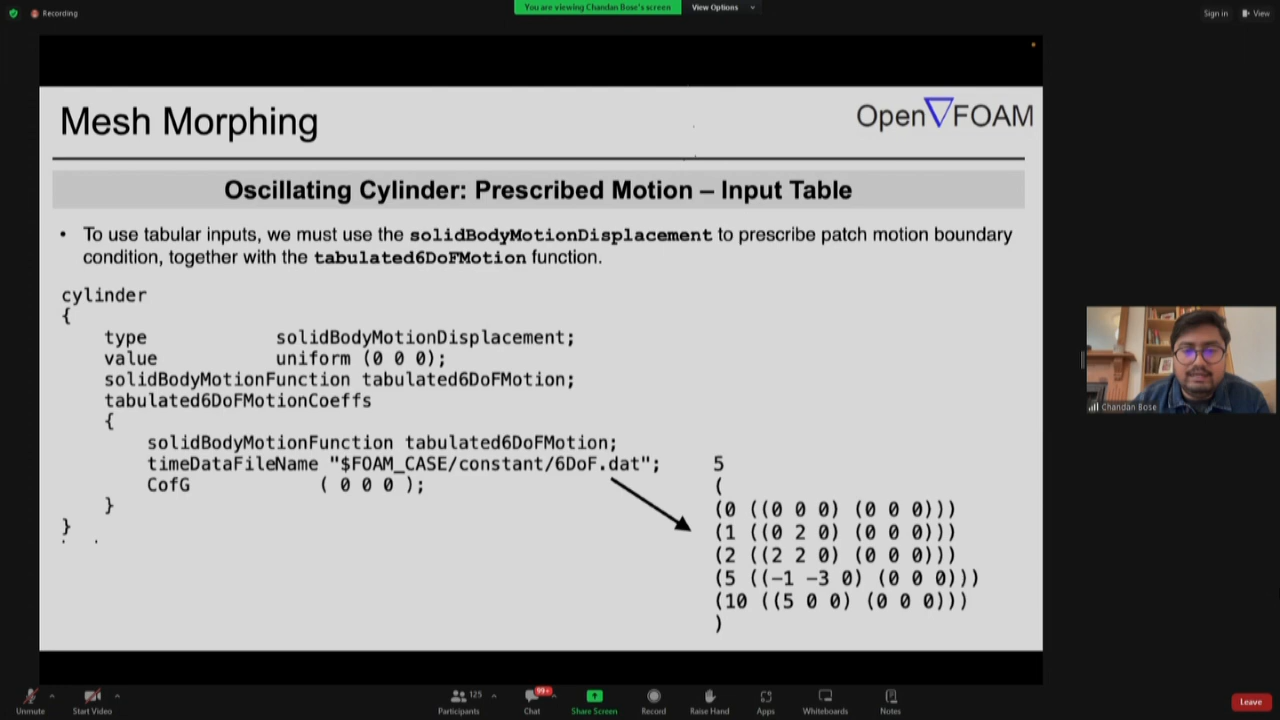 Recording
You are viewing Chandan Bose's screen
View Options
Sign in
View
Mesh Morphing
Open FOAM
Oscillating Cylinder: Prescribed Motion – Input Table
• To use tabular inputs, we must use the solidBodyMotionDisplacement to prescribe patch motion boundary
condition, together with the tabulated6DoFMotion function.
cylinder
{
type solidBodyMotionDisplacement;
value uniform (0 0 0);
solidBodyMotionFunction tabulated6DoFMotion;
tabulated6DoFMotionCoeffs
{
solidBodyMotionFunction tabulated6DoFMotion;
timeDataFileName "$FOAM_CASE/constant/6DoF.dat";
CofG ( 0 0 0 );
}
}
5
(
(0 ((0 0 0) (0 0 0)))
(1 ((0 2 0) (0 0 0)))
(2 ((2 2 0) (0 0 0)))
(5 ((-1 -3 0) (0 0 0)))
(10 ((5 0 0) (0 0 0)))
)
Chandan Bose
Unmute
Start Video
Participants
125
Chat
99+
Share Screen
Record
Raise Hand
Apps
Whiteboards
Notes
Leave